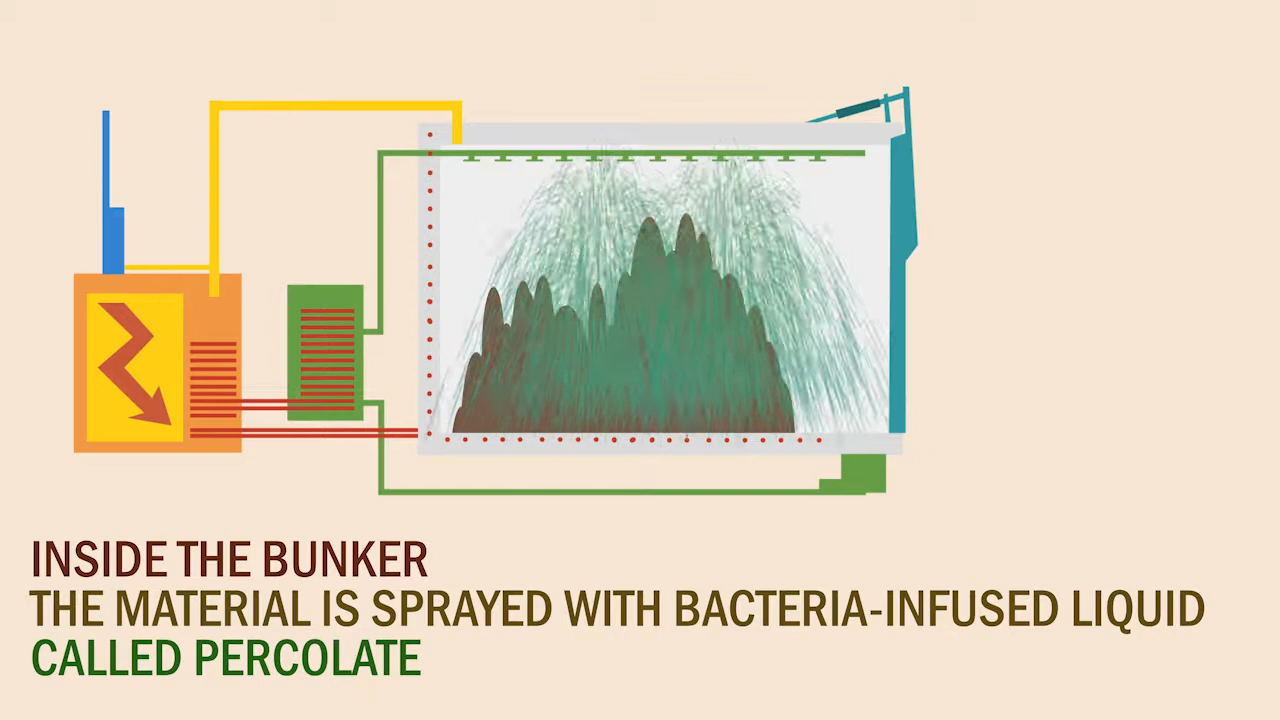 INSIDE THE BUNKER
THE MATERIAL IS SPRAYED WITH BACTERIA-INFUSED LIQUID
CALLED PERCOLATE